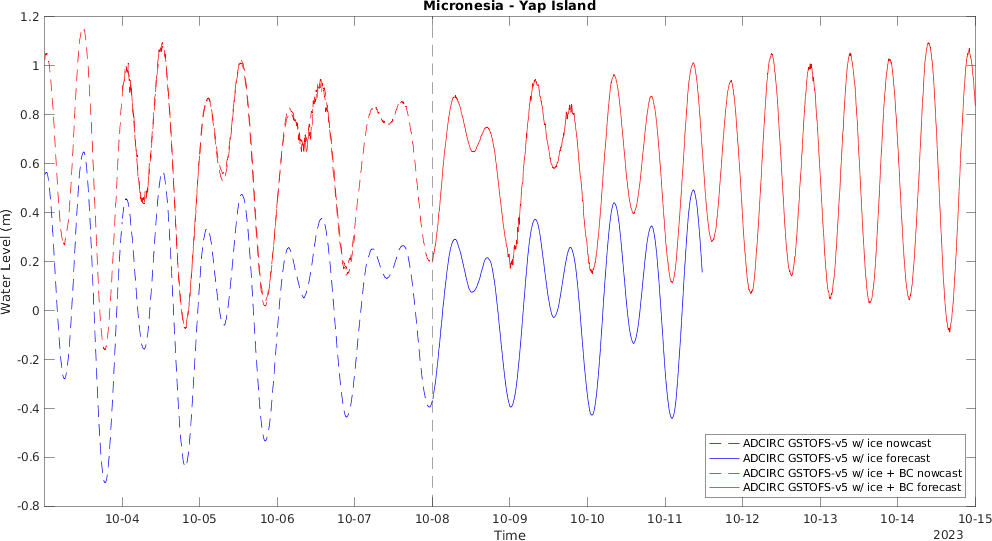 Micronesia - Yap Island
Water Level (m)
1.2
1
0.8
0.6
0.4
0.2
0
-0.2
-0.4
-0.6
-0.8
ADCIRC GSTOFS-v5 w/ ice nowcast
ADCIRC GSTOFS-v5 w/ ice forecast
ADCIRC GSTOFS-v5 w/ ice + BC nowcast
ADCIRC GSTOFS-v5 w/ ice + BC forecast
10-04 10-05 10-06 10-07 10-08 10-09 10-10 10-11 10-12 10-13 10-14 10-15
Time
2023